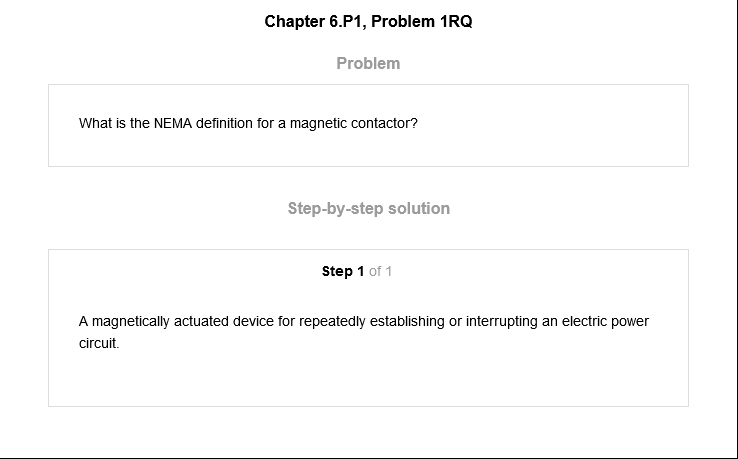 Chapter 6.P1, Problem 1RQ
Problem
What is the NEMA definition for a magnetic contactor?
Step-by-step solution
Step 1 of 1
A magnetically actuated device for repeatedly establishing or interrupting an electric power
circuit.